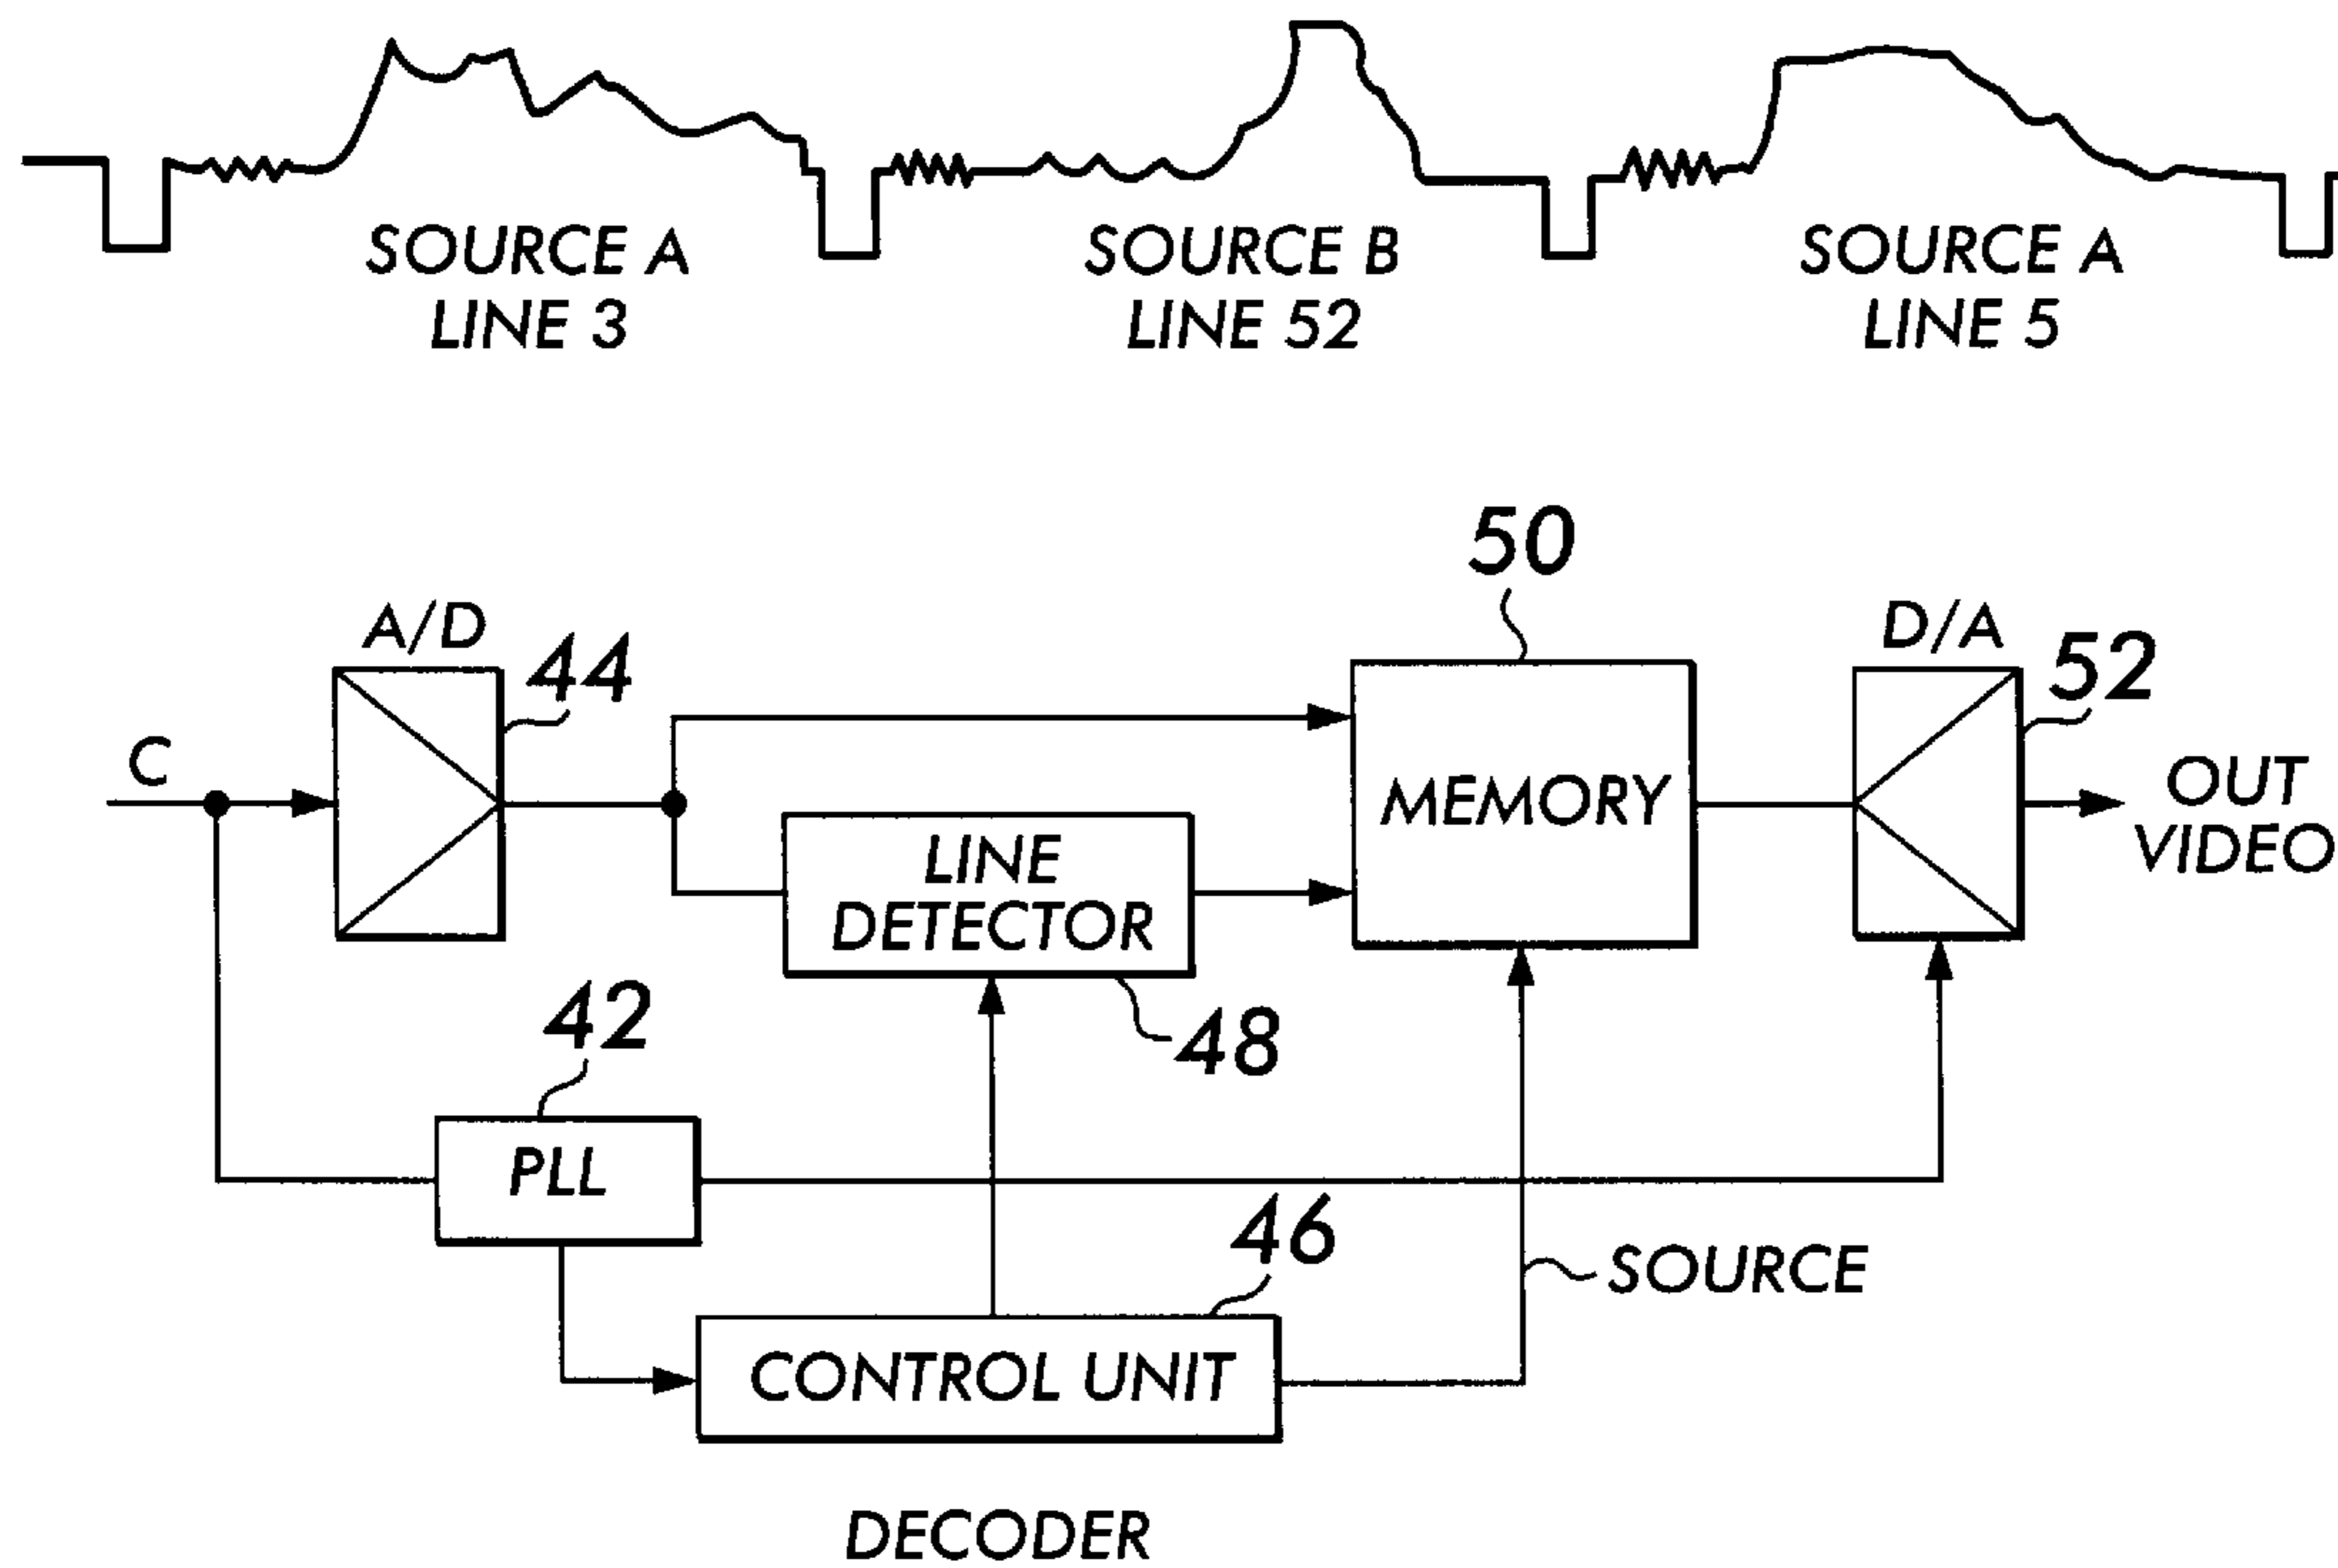 SOURCE A
LINE 3
SOURCE B
LINE 52
SOURCE A
LINE 5
50
A/D
44
D/A
52
C
MEMORY
OUT
VIDEO
LINE
DETECTOR
42
48
PLL
46
SOURCE
CONTROL UNIT
DECODER